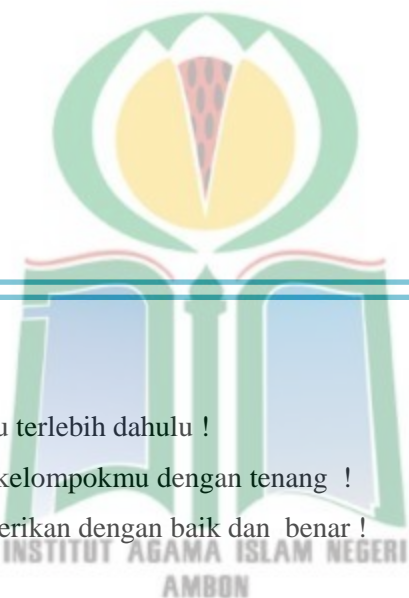 u terlebih dahulu !
kelompokmu dengan tenang !
erikan dengan baik dan benar !
INSTITUT AGAMA ISLAM NEGERI
AMBON